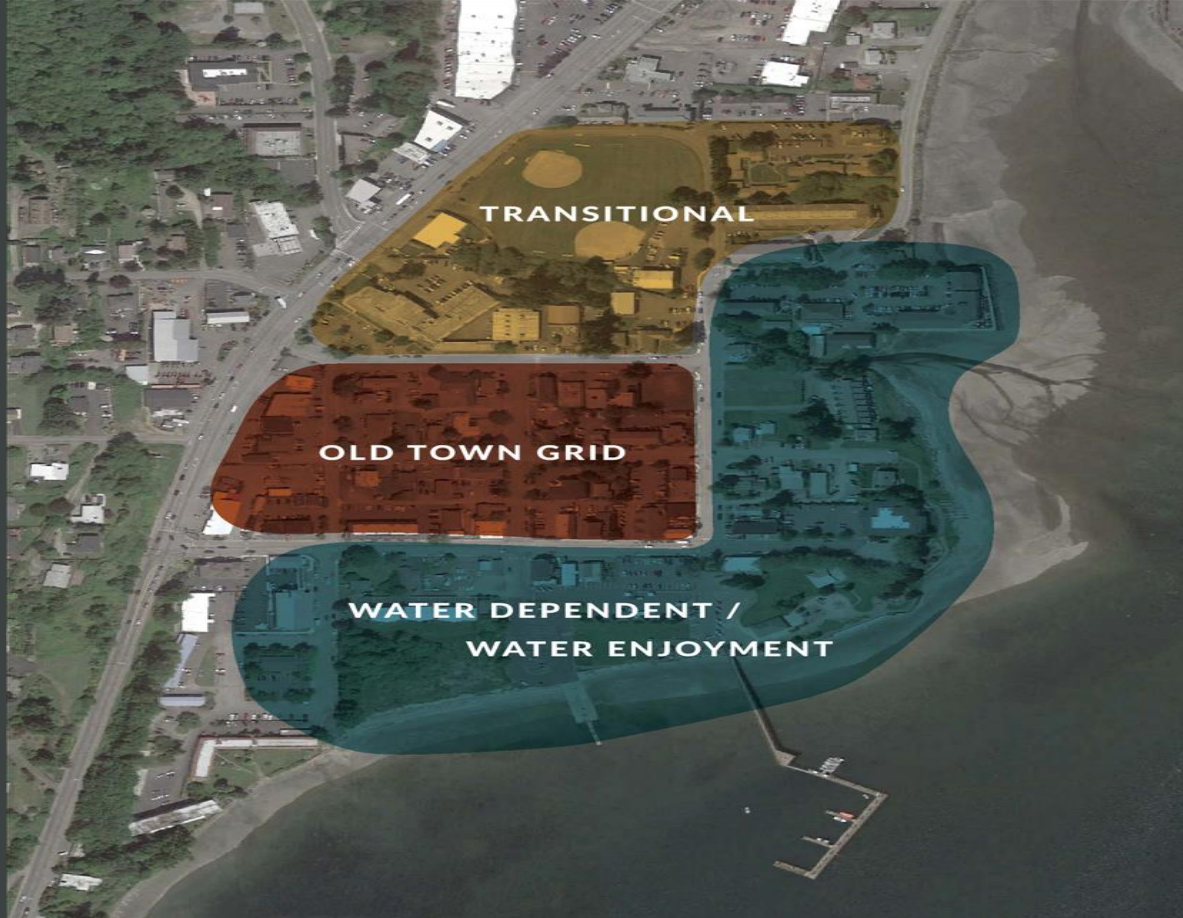 TRANSITIONAL
OLD TOWN GRID
WATER DEPENDENT /
WATER ENJOYMENT